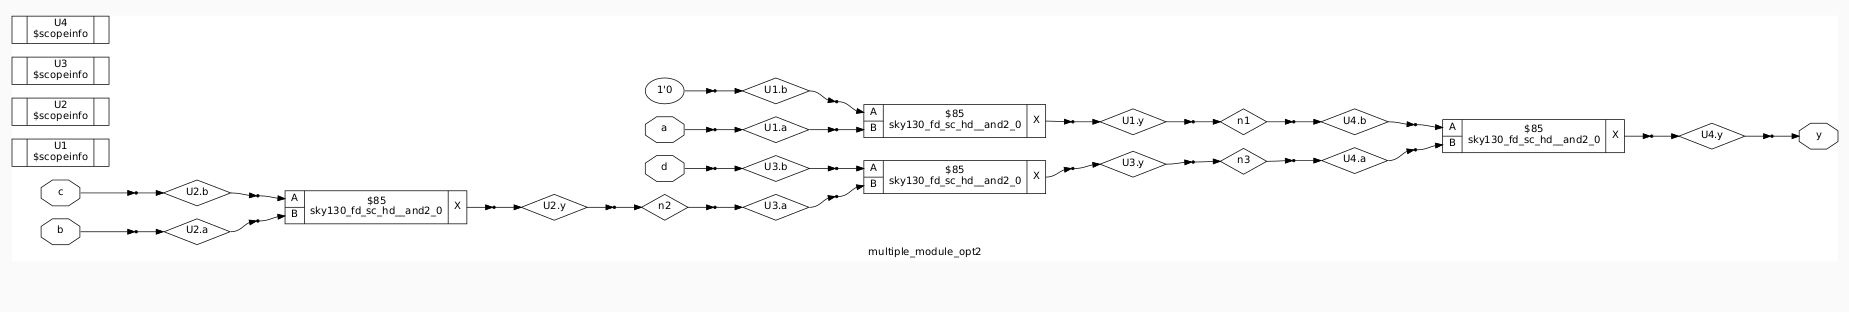 U4
$scopeinfo
U3
$scopeinfo
U2
$scopeinfo
U1
$scopeinfo
c
b
U2.b
U2.a
A
B
$85
sky130_fd_sc_hd__and2_0
X
U2.y
n2
1'0
a
d
U1.b
U1.a
U3.b
U3.a
A
B
$85
sky130_fd_sc_hd__and2_0
X
A
B
$85
sky130_fd_sc_hd__and2_0
X
U1.y
n1
U4.b
U3.y
n3
U4.a
A
B
$85
sky130_fd_sc_hd__and2_0
X
U4.y
y
multiple_module_opt2